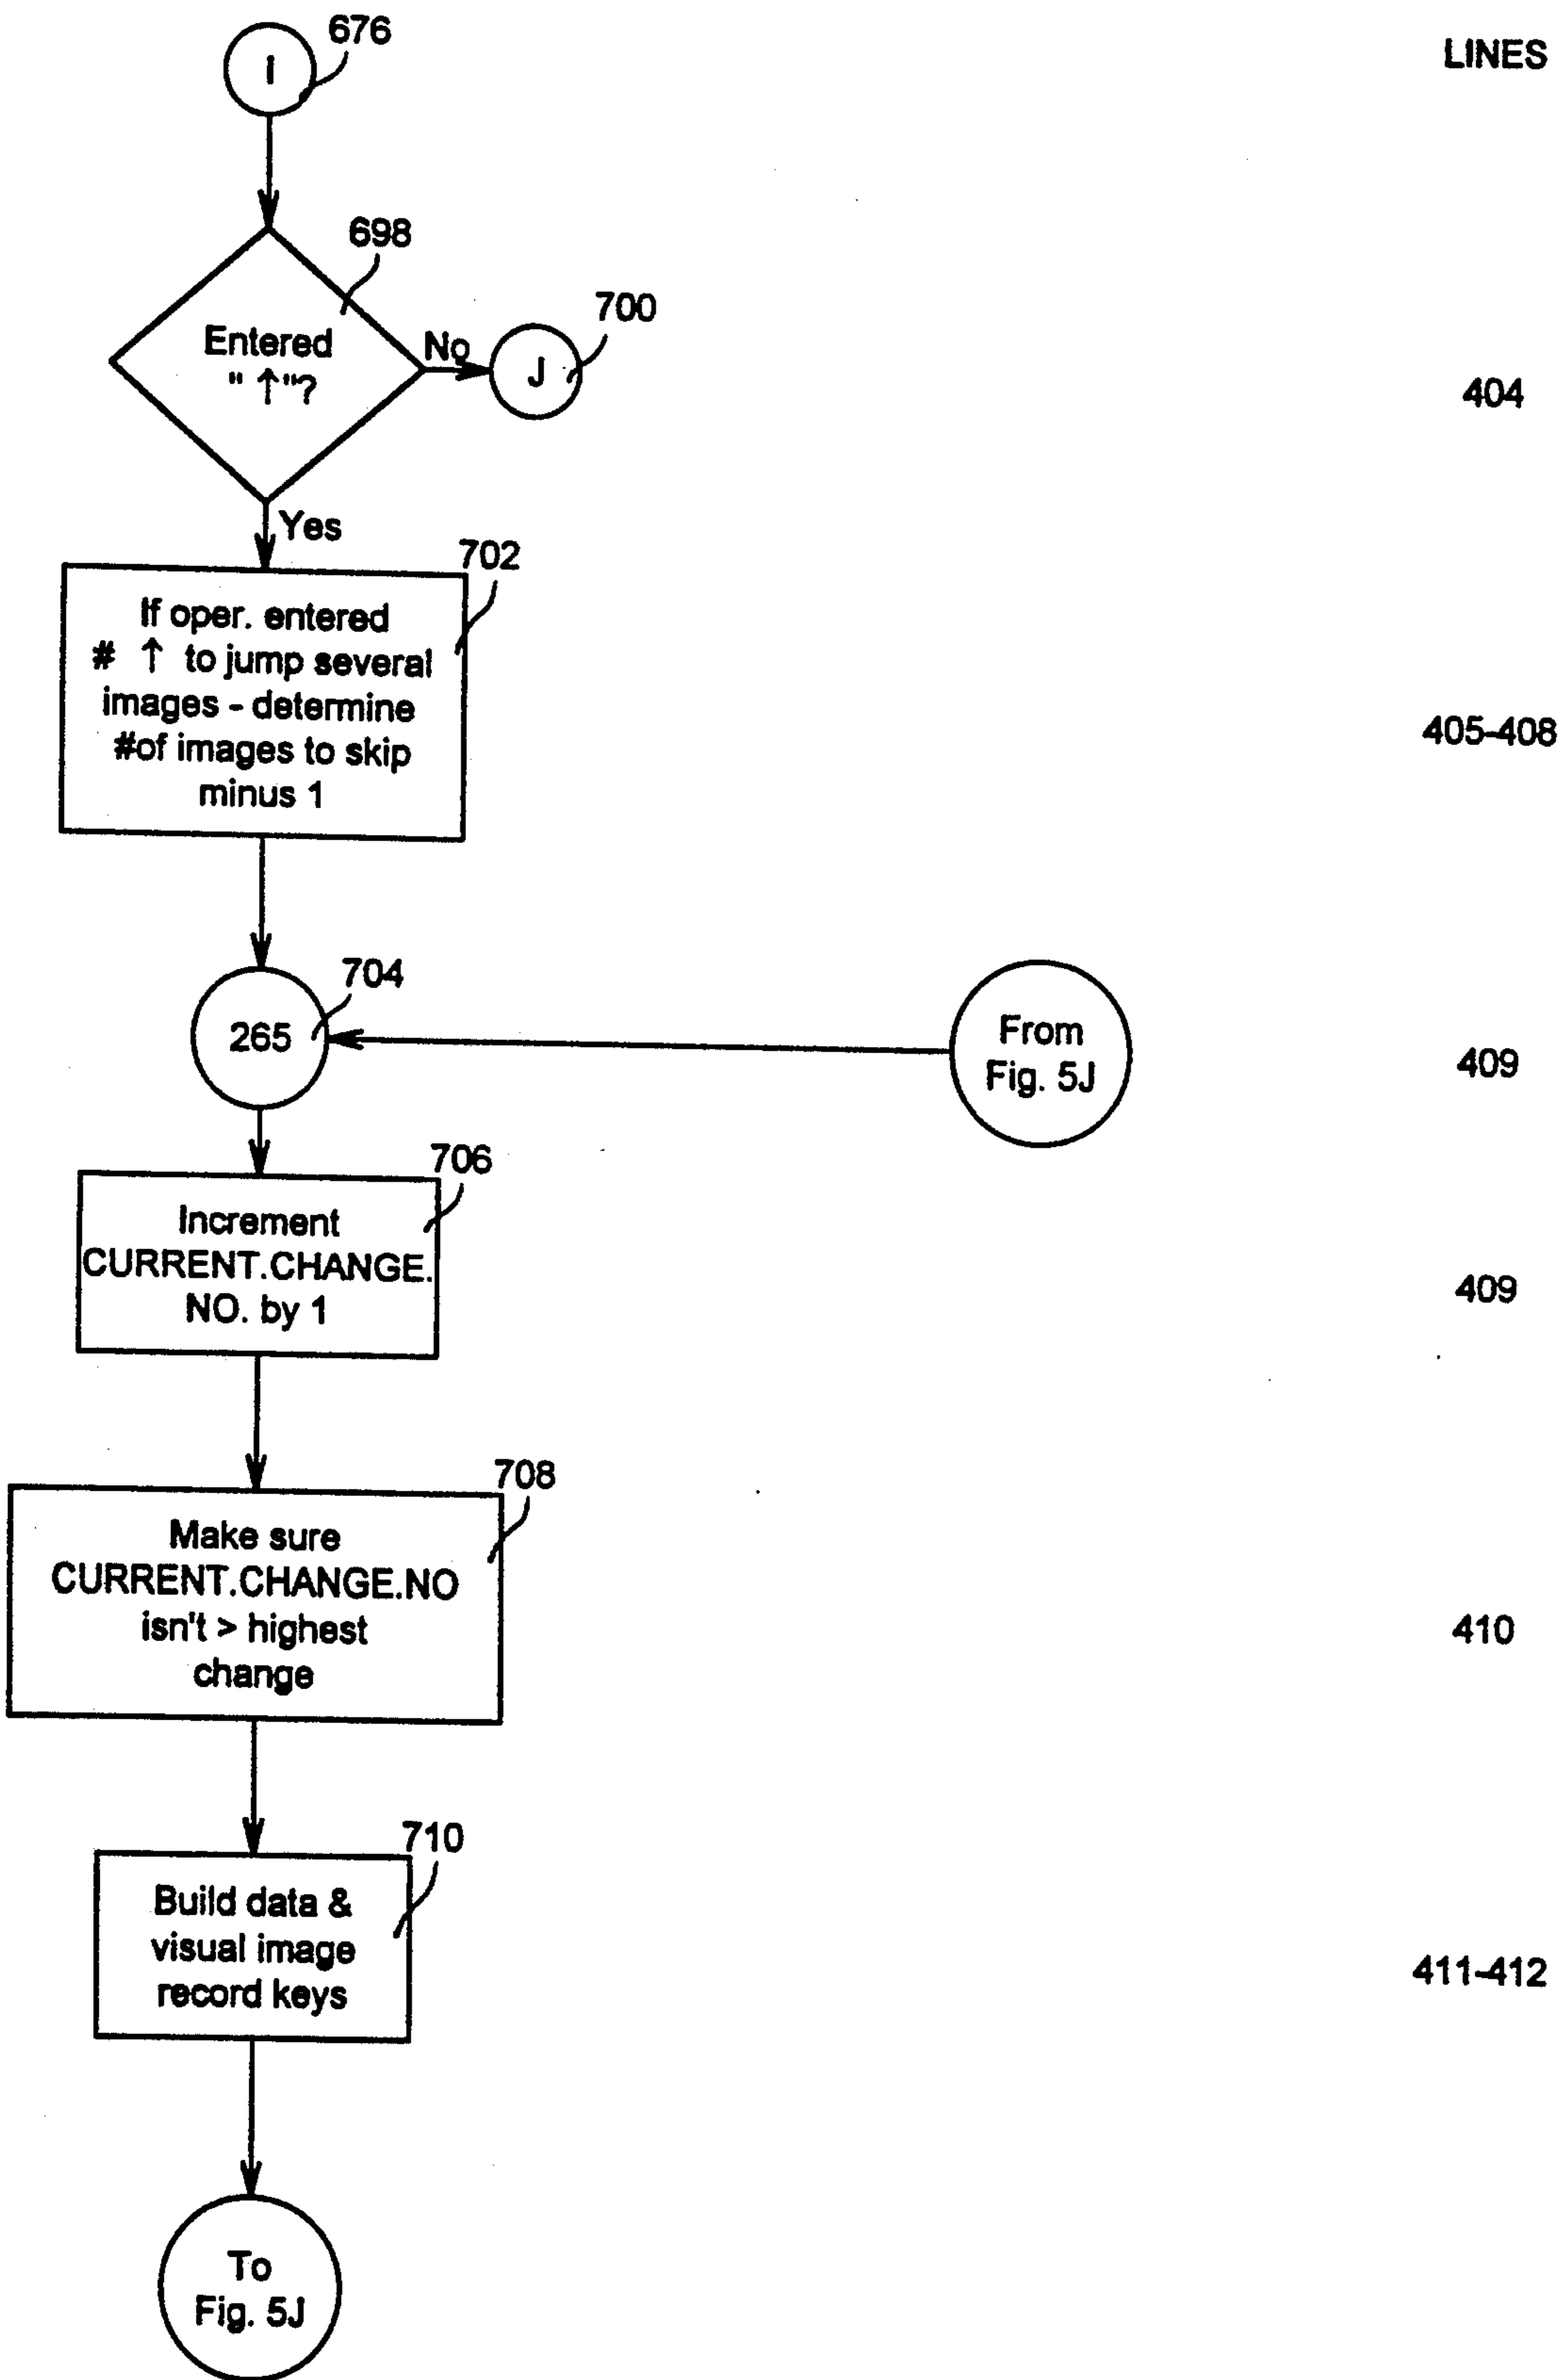 676
LINES
I
698
Entered
" ↑"?
No
700
J
404
Yes
702
If oper. entered
# ↑ to jump several
images - determine
#of images to skip
minus 1
405-408
704
265
From
Fig. 5J
409
706
Increment
CURRENT.CHANGE.
NO. by 1
409
708
Make sure
CURRENT.CHANGE.NO
isn't > highest
change
410
710
Build data &
visual image
record keys
411-412
To
Fig. 5J